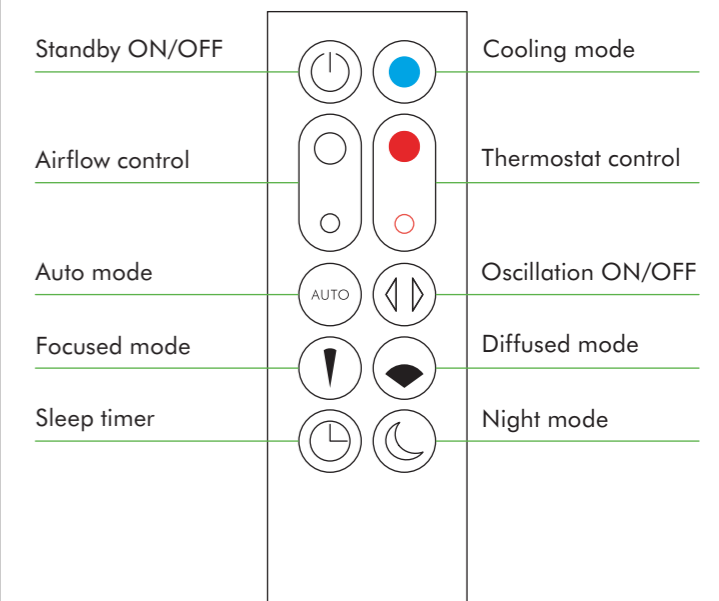 Standby ON/OFF
Cooling mode
Airflow control
Thermostat control
Auto mode
AUTO
Oscillation ON/OFF
Focused mode
Diffused mode
Sleep timer
Night mode